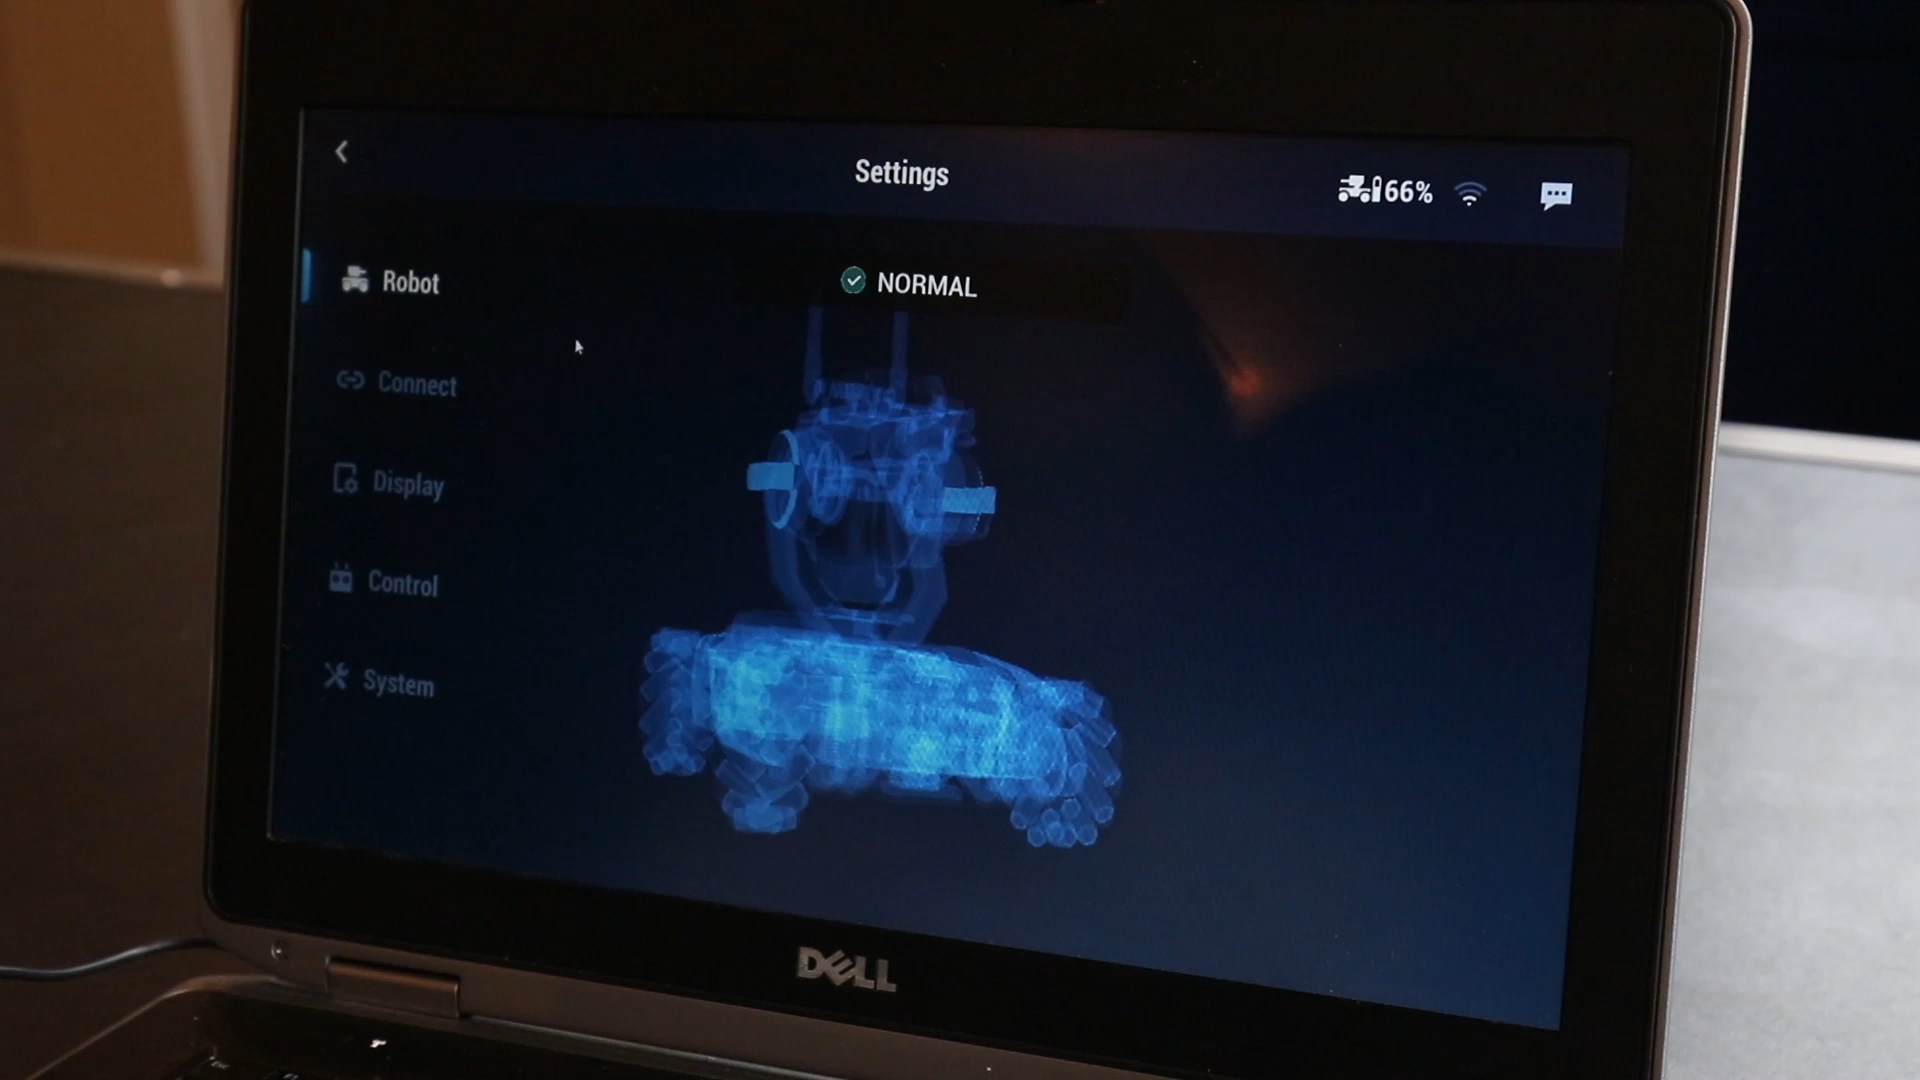 Settings
66%
Robot
NORMAL
Connect
Display
Control
System
DELL